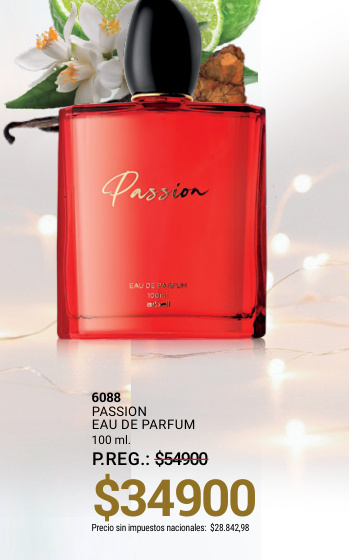 Passion
EAU DE PARFUM
100ml
6088
PASSION
EAU DE PARFUM
100 ml.
P.REG.: $54900
$34900
Precio sin impuestos nacionales: $28.842,98